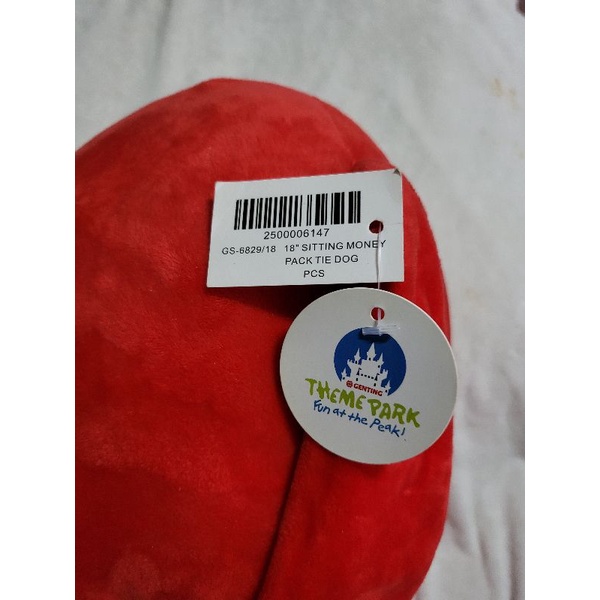 2500006147
GS-6829/18 18" SITTING MONEY
PACK TIE DOG
PCS
GENTING
THEME PARK
Fun at the Peak!